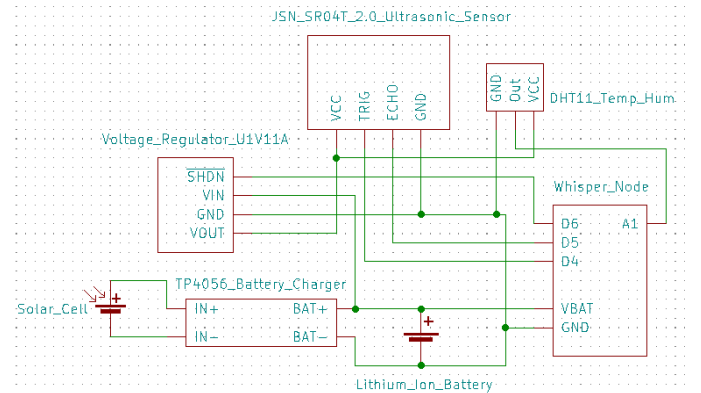 JSN_SR04T_2.0_Ultrasonic_Sensor
VCC
TRIG
ECHO
GND
GND
Out
VCC
DHT11_Temp_Hum
Voltage_Regulator_U1V11A
SHDN
VIN
GND
VOUT
Whisper_Node
D6
A1
D5
D4
VBAT
GND
TP4056_Battery_Charger
Solar_Cell
+
IN+
BAT+
IN-
BAT-
+
Lithium_Ion_Battery